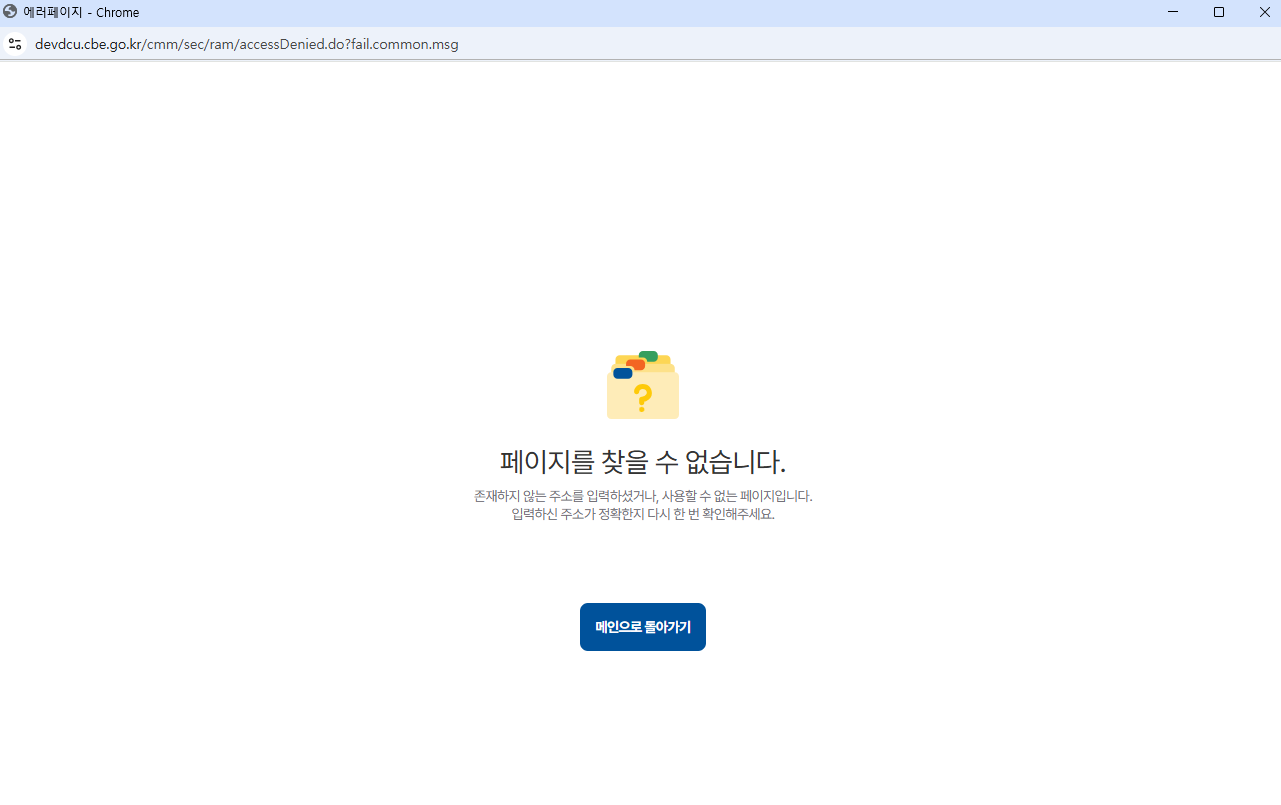 에러페이지 - Chrome
devdcu.cbe.go.kr/cmm/sec/ram/accessDenied.do?fail.common.msg
?
페이지를 찾을 수 없습니다.
존재하지 않는 주소를 입력하셨거나, 사용할 수 없는 페이지입니다.
입력하신 주소가 정확한지 다시 한 번 확인해주세요.
메인으로 돌아가기